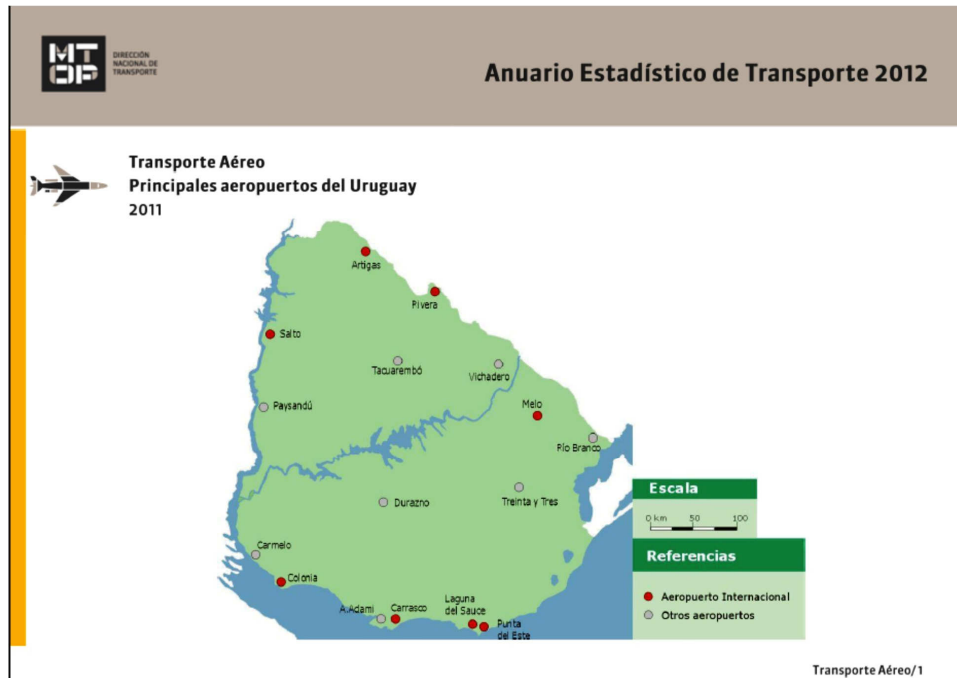 MT
OP
DIRECCIÓN
NACIONAL DE
TRANSPORTE
Anuario Estadístico de Transporte 2012
Transporte Aéreo
Principales aeropuertos del Uruguay
2011
Artigas
Rivera
Salto
Tacuarembó
Vichadero
Paysandú
Melo
Río Branco
Treinta y Tres
Durazno
Carmelo
Colonia
A.Adami
Carrasco
Laguna
del Sauce
Punta
del Este
Escala
0 km 50 100
Referencias
Aeropuerto Internacional
Otros aeropuertos
Transporte Aéreo/1